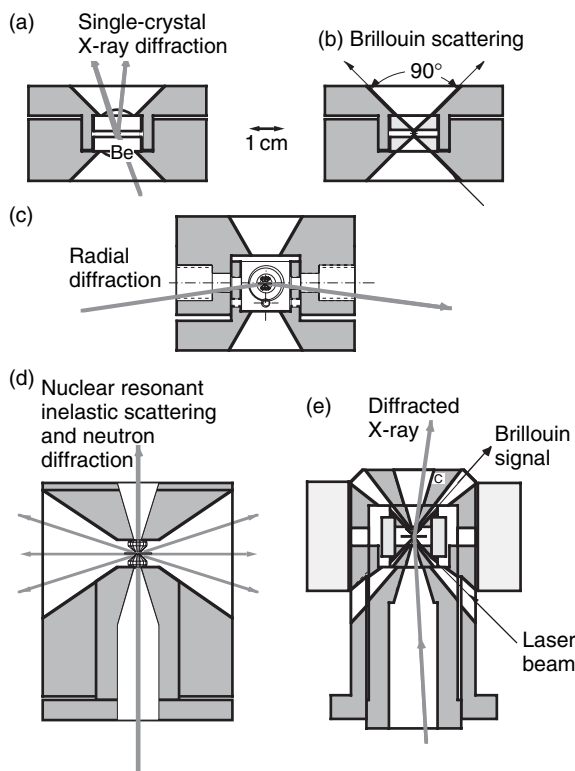 (a)
Single-crystal
X-ray diffraction
Be
1 cm
(b) Brillouin scattering
90°
(c)
Radial
diffraction
(d)
Nuclear resonant
inelastic scattering
and neutron
diffraction
(e)
Diffracted
X-ray
Brillouin
signal
C
Laser
beam